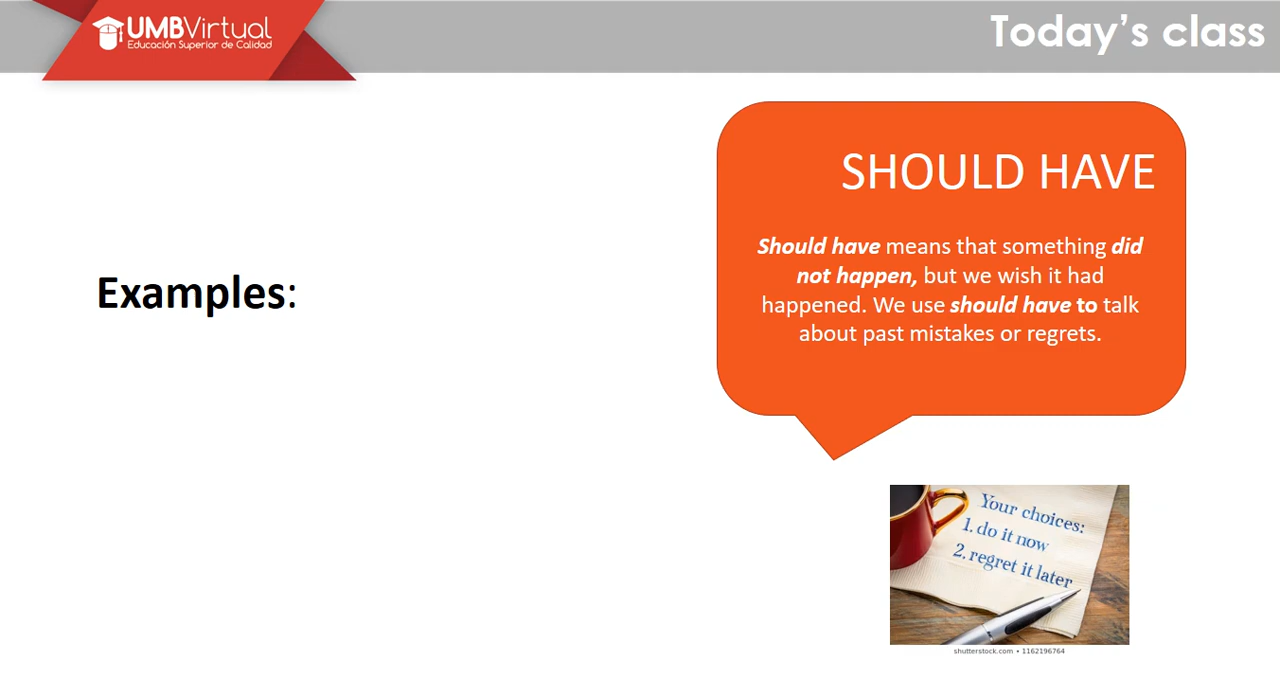 UMBVirtual
Educación Superior de Calidad
Today's class
SHOULD HAVE
Should have means that something did
not happen, but we wish it had
happened. We use should have to talk
about past mistakes or regrets.
Examples:
Your choices:
1. do it now
2. regret it later
shutterstock.com • 1162196764